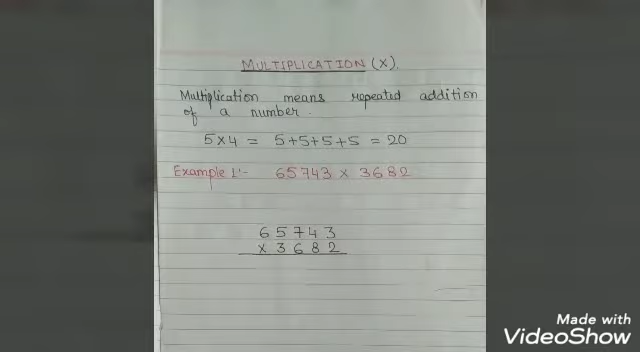 MULTIPLICATION (X).
Multiplication means repeated addition
of a number.
5x4 = 5+5+5+5 = 20
Example 1:- 65743 x 3682
65743
x 3682
Made with
VideoShow